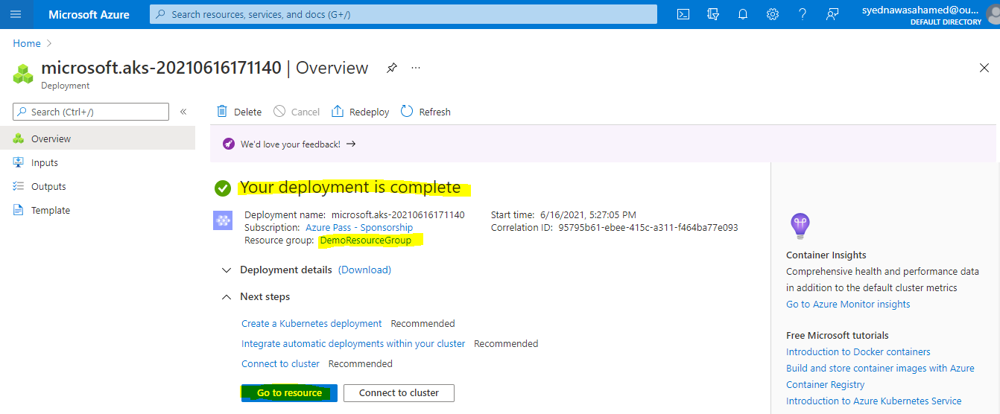 Microsoft Azure
Search resources, services, and docs (G+/)
syednawasahamed@ou...
DEFAULT DIRECTORY
Home
microsoft.aks-20210616171140 | Overview
Deployment
Search (Ctrl+/)
Overview
Inputs
Outputs
Template
Delete
Cancel
Redeploy
Refresh
We'd love your feedback! →
Your deployment is complete
Deployment name: microsoft.aks-20210616171140
Subscription: Azure Pass - Sponsorship
Resource group: DemoResourceGroup
Start time: 6/16/2021, 5:27:05 PM
Correlation ID: 95795b61-ebee-415c-a311-f464ba77e093
Deployment details (Download)
Next steps
Create a Kubernetes deployment Recommended
Integrate automatic deployments within your cluster Recommended
Connect to cluster Recommended
Go to resource
Connect to cluster
Container Insights
Comprehensive health and performance data
in addition to the default cluster metrics
Go to Azure Monitor insights
Free Microsoft tutorials
Introduction to Docker containers
Build and store container images with Azure
Container Registry
Introduction to Azure Kubernetes Service